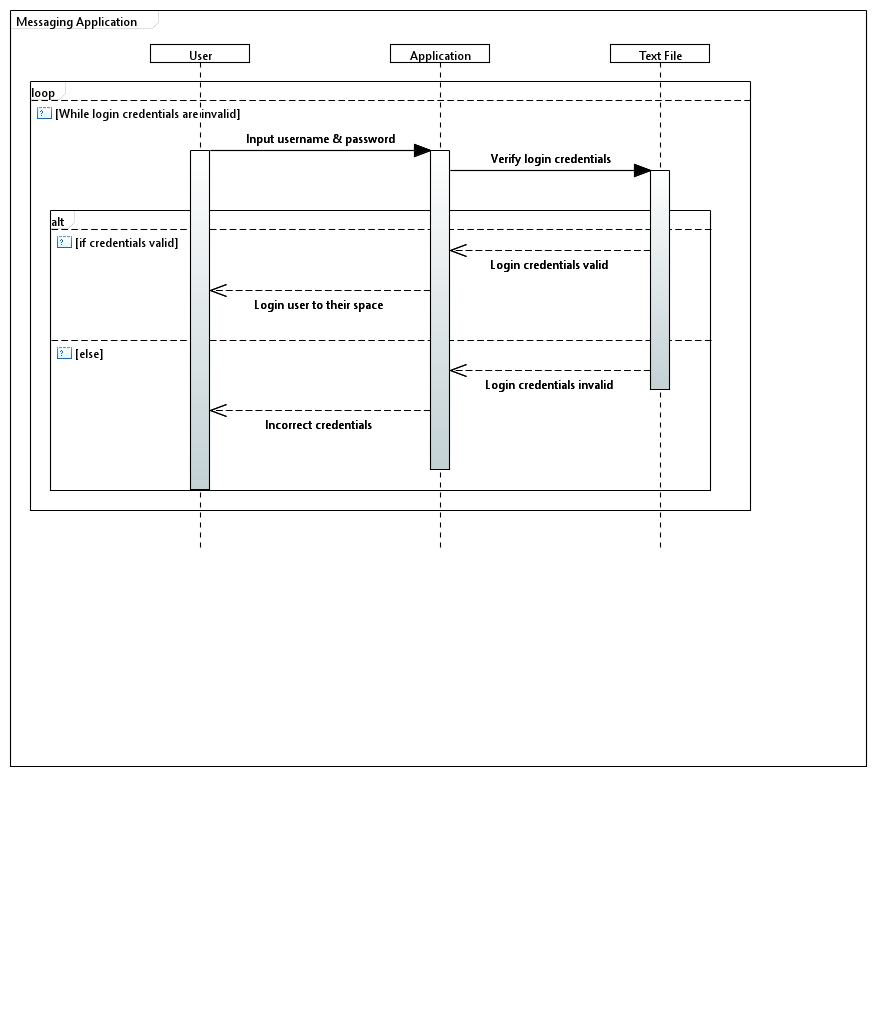 Messaging Application
User
Application
Text File
loop
? [While login credentials are invalid]
Input username & password
Verify login credentials
alt
? [if credentials valid]
Login credentials valid
Login user to their space
? [else]
Login credentials invalid
Incorrect credentials